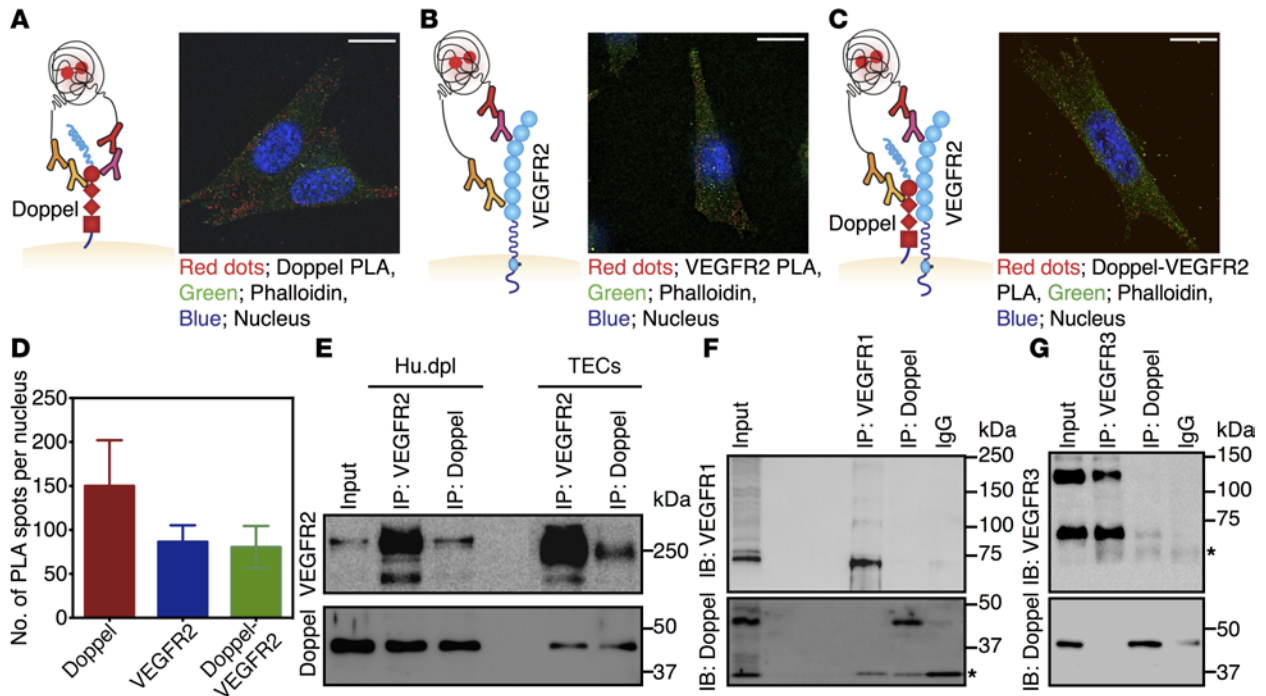 A
B
C
Doppel
VEGFR2
Doppel
VEGFR2
Red dots; Doppel PLA,
Green; Phalloidin,
Blue; Nucleus
Red dots; VEGFR2 PLA,
Green; Phalloidin,
Blue; Nucleus
Red dots; Doppel-VEGFR2
PLA, Green; Phalloidin,
Blue; Nucleus
D
No. of PLA spots per nucleus
250
200
150
100
50
0
Doppel
VEGFR2
Doppel-
VEGFR2
E
Hu.dpl
TECs
Input
IP: VEGFR2
IP: Doppel
IP: VEGFR2
IP: Doppel
kDa
VEGFR2
250
Doppel
50
37
F
Input
IP: VEGFR1
IP: Doppel
IgG
kDa
IB: VEGFR1
250
150
100
75
IB: Doppel
50
37
*
G
Input
IP: VEGFR3
IP: Doppel
IgG
kDa
IB: VEGFR3
150
100
75
*
IB: Doppel
50
37